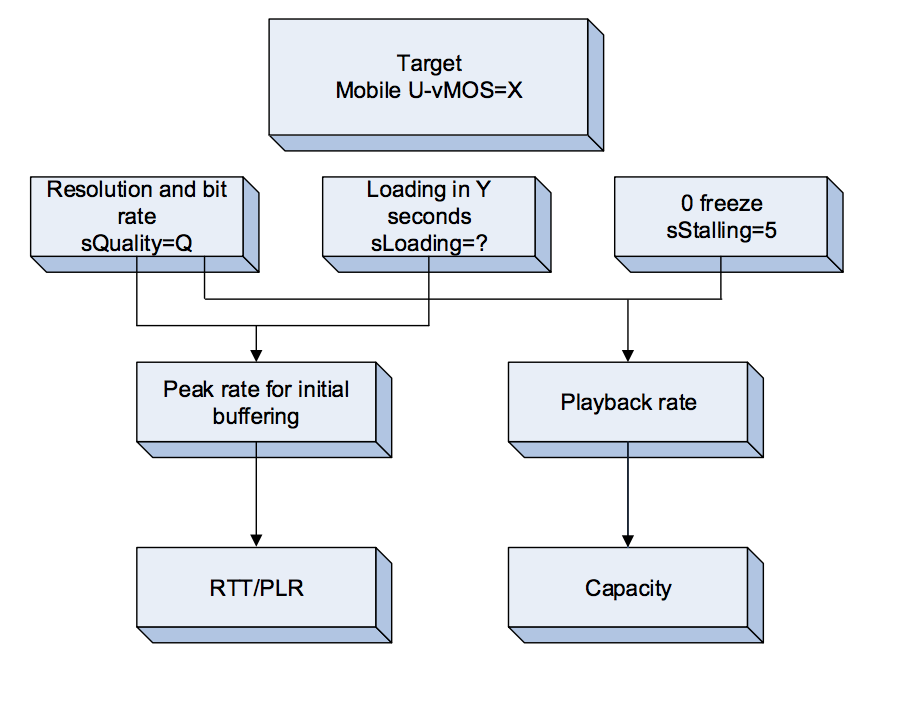 Target
Mobile U-vMOS=X
Resolution and bit
rate
sQuality=Q
Loading in Y
seconds
sLoading=?
0 freeze
sStalling=5
Peak rate for initial
buffering
Playback rate
RTT/PLR
Capacity